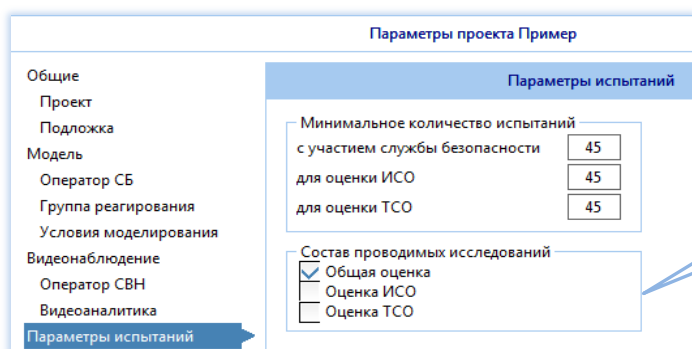 Параметры проекта Пример
Общие
Проект
Подложка
Модель
Оператор СБ
Группа реагирования
Условия моделирования
Видеонаблюдение
Оператор СВН
Видеоаналитика
Параметры испытаний
Параметры испытаний
Минимальное количество испытаний
с участием службы безопасности 45
для оценки ИСО 45
для оценки ТСО 45
Состав проводимых исследований
Общая оценка
Оценка ИСО
Оценка ТСО